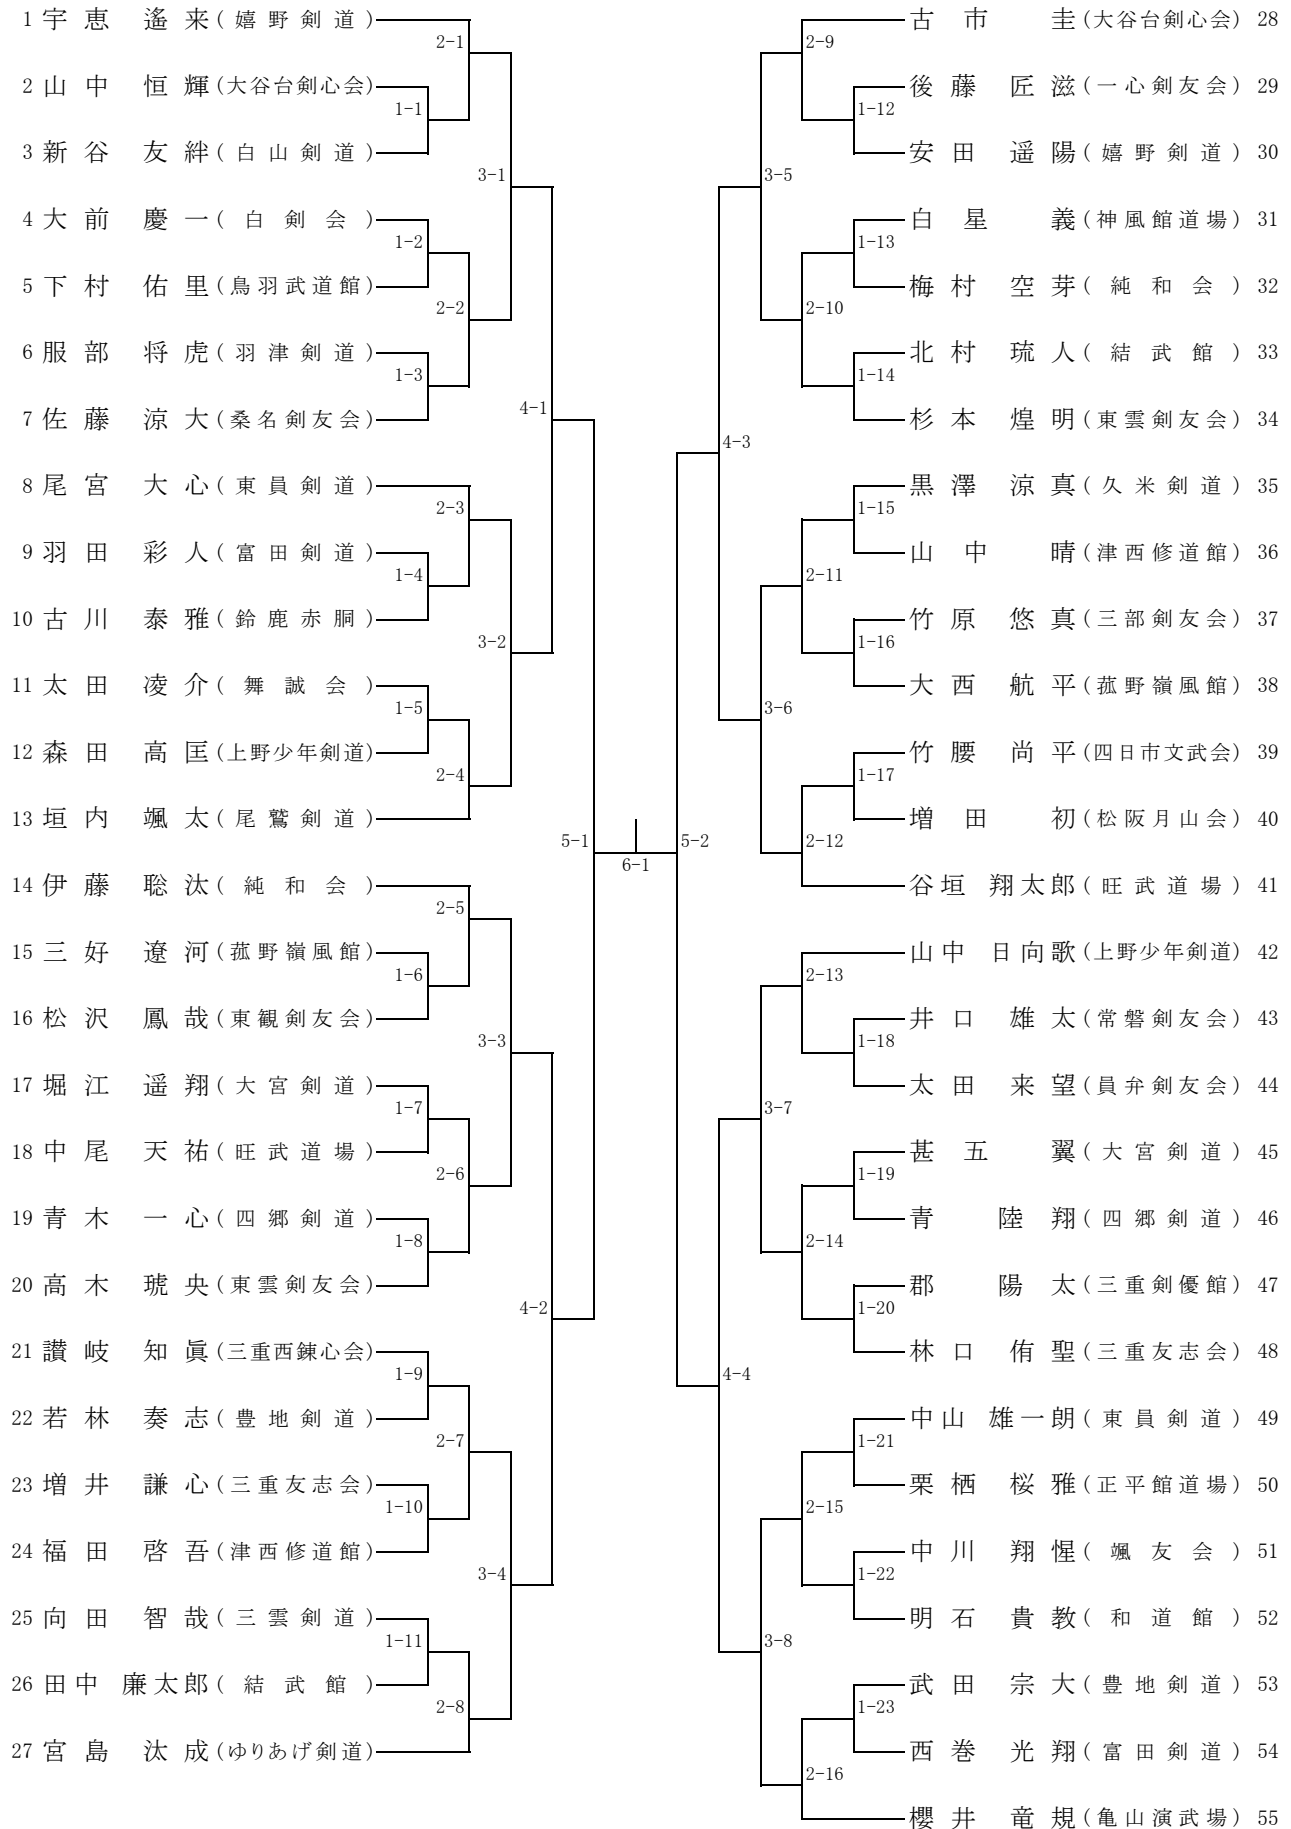 1 宇恵 遙来(嬉野剣道)
2-1
2 山中 恒輝(大谷台剣心会)
1-1
3 新谷 友絆(白山剣道)
3-1
4 大前 慶一(白剣会)
1-2
5 下村 佑里(鳥羽武道館)
2-2
6 服部 将虎(羽津剣道)
1-3
7 佐藤 涼大(桑名剣友会)
4-1
8 尾宮 大心(東員剣道)
2-3
9 羽田 彩人(富田剣道)
1-4
10 古川 泰雅(鈴鹿赤胴)
3-2
11 太田 凌介(舞誠会)
1-5
12 森田 高匡(上野少年剣道)
2-4
13 垣内 颯太(尾鷲剣道)
5-1
14 伊藤 聡汰(純和会)
2-5
15 三好 遼河(菰野嶺風館)
1-6
16 松沢 鳳哉(東観剣友会)
3-3
17 堀江 遥翔(大宮剣道)
1-7
18 中尾 天祐(旺武道場)
2-6
19 青木 一心(四郷剣道)
1-8
20 高木 琥央(東雲剣友会)
4-2
21 讃岐 知眞(三重西錬心会)
1-9
22 若林 奏志(豊地剣道)
2-7
23 増井 謙心(三重友志会)
1-10
24 福田 啓吾(津西修道館)
3-4
25 向田 智哉(三雲剣道)
1-11
26 田中 廉太郎(結武館)
2-8
27 宮島 汰成(ゆりあげ剣道)
6-1
古市 圭(大谷台剣心会) 28
2-9
後藤 匠滋(一心剣友会) 29
1-12
安田 遥陽(嬉野剣道) 30
3-5
白星 義(神風館道場) 31
1-13
梅村 空芽(純和会) 32
2-10
北村 琉人(結武館) 33
1-14
杉本 煌明(東雲剣友会) 34
4-3
黒澤 涼真(久米剣道) 35
1-15
山中 晴(津西修道館) 36
2-11
竹原 悠真(三部剣友会) 37
1-16
大西 航平(菰野嶺風館) 38
3-6
竹腰 尚平(四日市文武会) 39
1-17
増田 初(松阪月山会) 40
2-12
5-2
谷垣 翔太郎(旺武道場) 41
山中 日向歌(上野少年剣道) 42
2-13
井口 雄太(常磐剣友会) 43
1-18
太田 来望(員弁剣友会) 44
3-7
甚五 翼(大宮剣道) 45
1-19
青 陸翔(四郷剣道) 46
2-14
郡 陽太(三重剣優館) 47
1-20
林口 侑聖(三重友志会) 48
4-4
中山 雄一朗(東員剣道) 49
1-21
栗栖 桜雅(正平館道場) 50
2-15
中川 翔惺(颯友会) 51
1-22
明石 貴教(和道館) 52
3-8
武田 宗大(豊地剣道) 53
1-23
西巻 光翔(富田剣道) 54
2-16
櫻井 竜規(亀山演武場) 55